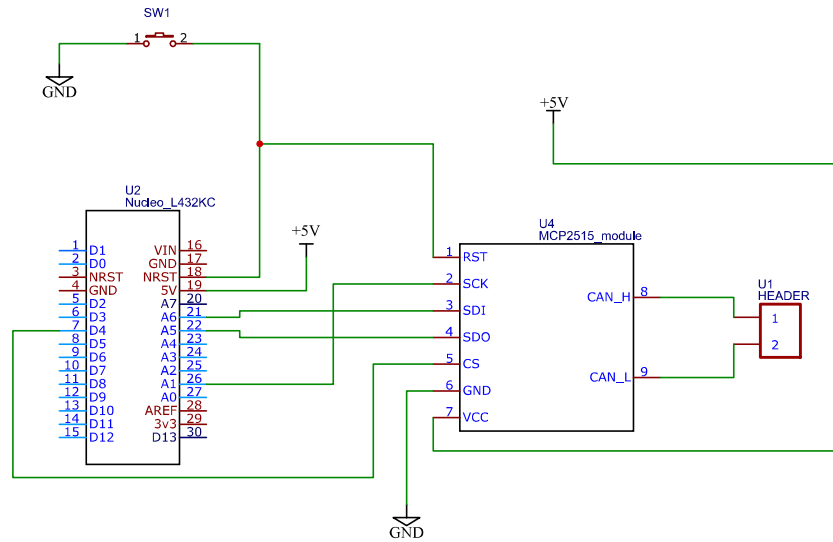 SW1
1 2
GND
+5V
U2
Nucleo_L432KC
1 D1
2 D0
3 NRST
4 GND
5 D2
6 D3
7 D4
8 D5
9 D6
10 D7
11 D8
12 D9
13 D10
14 D11
15 D12
VIN 16
GND 17
NRST 18
5V 19
A7 20
A6 21
A5 22
A4 23
A3 24
A2 25
A1 26
A0 27
AREF 28
3v3 29
D13 30
+5V
U4
MCP2515_module
1 RST
2 SCK
3 SDI
4 SDO
5 CS
6 GND
7 VCC
CAN_H 8
CAN_L 9
U1
HEADER
1
2
GND